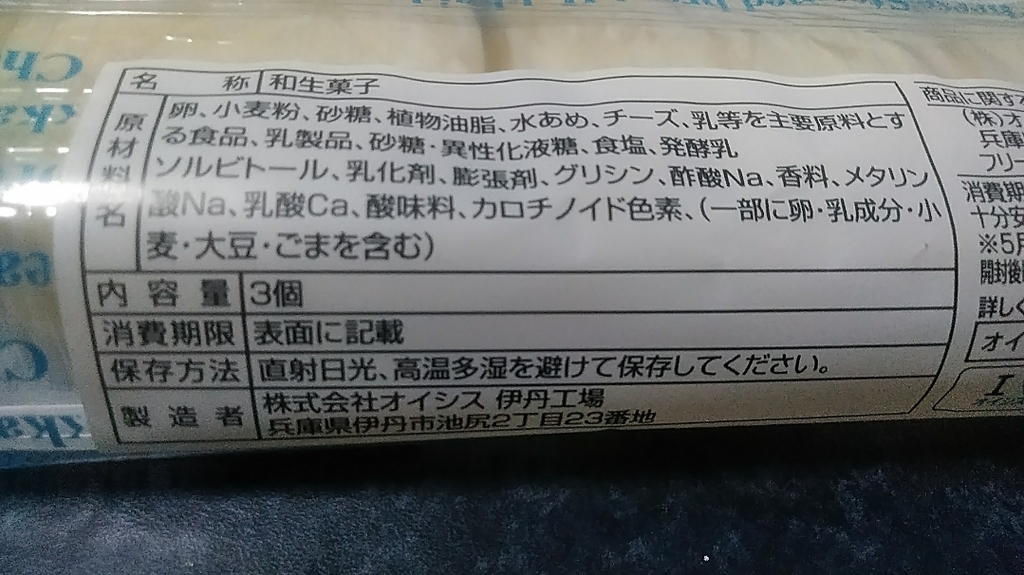 名称 和生菓子
原材料名 卵、小麦粉、砂糖、植物油脂、水あめ、チーズ、乳等を主要原料とす
る食品、乳製品、砂糖・異性化液糖、食塩、発酵乳
ソルビトール、乳化剤、膨張剤、グリシン、酢酸Na、香料、メタリン
酸Na、乳酸Ca、酸味料、カロチノイド色素、(一部に卵・乳成分・小
麦・大豆・ごまを含む)
内容量 3個
消費期限 表面に記載
保存方法 直射日光、高温多湿を避けて保存してください。
製造者 株式会社オイシス 伊丹工場
兵庫県伊丹市池尻2丁目23番地
商品に関する
(株)オ
兵庫
フリー
消費期
十分安
※5月
開封後
詳しく
オイ